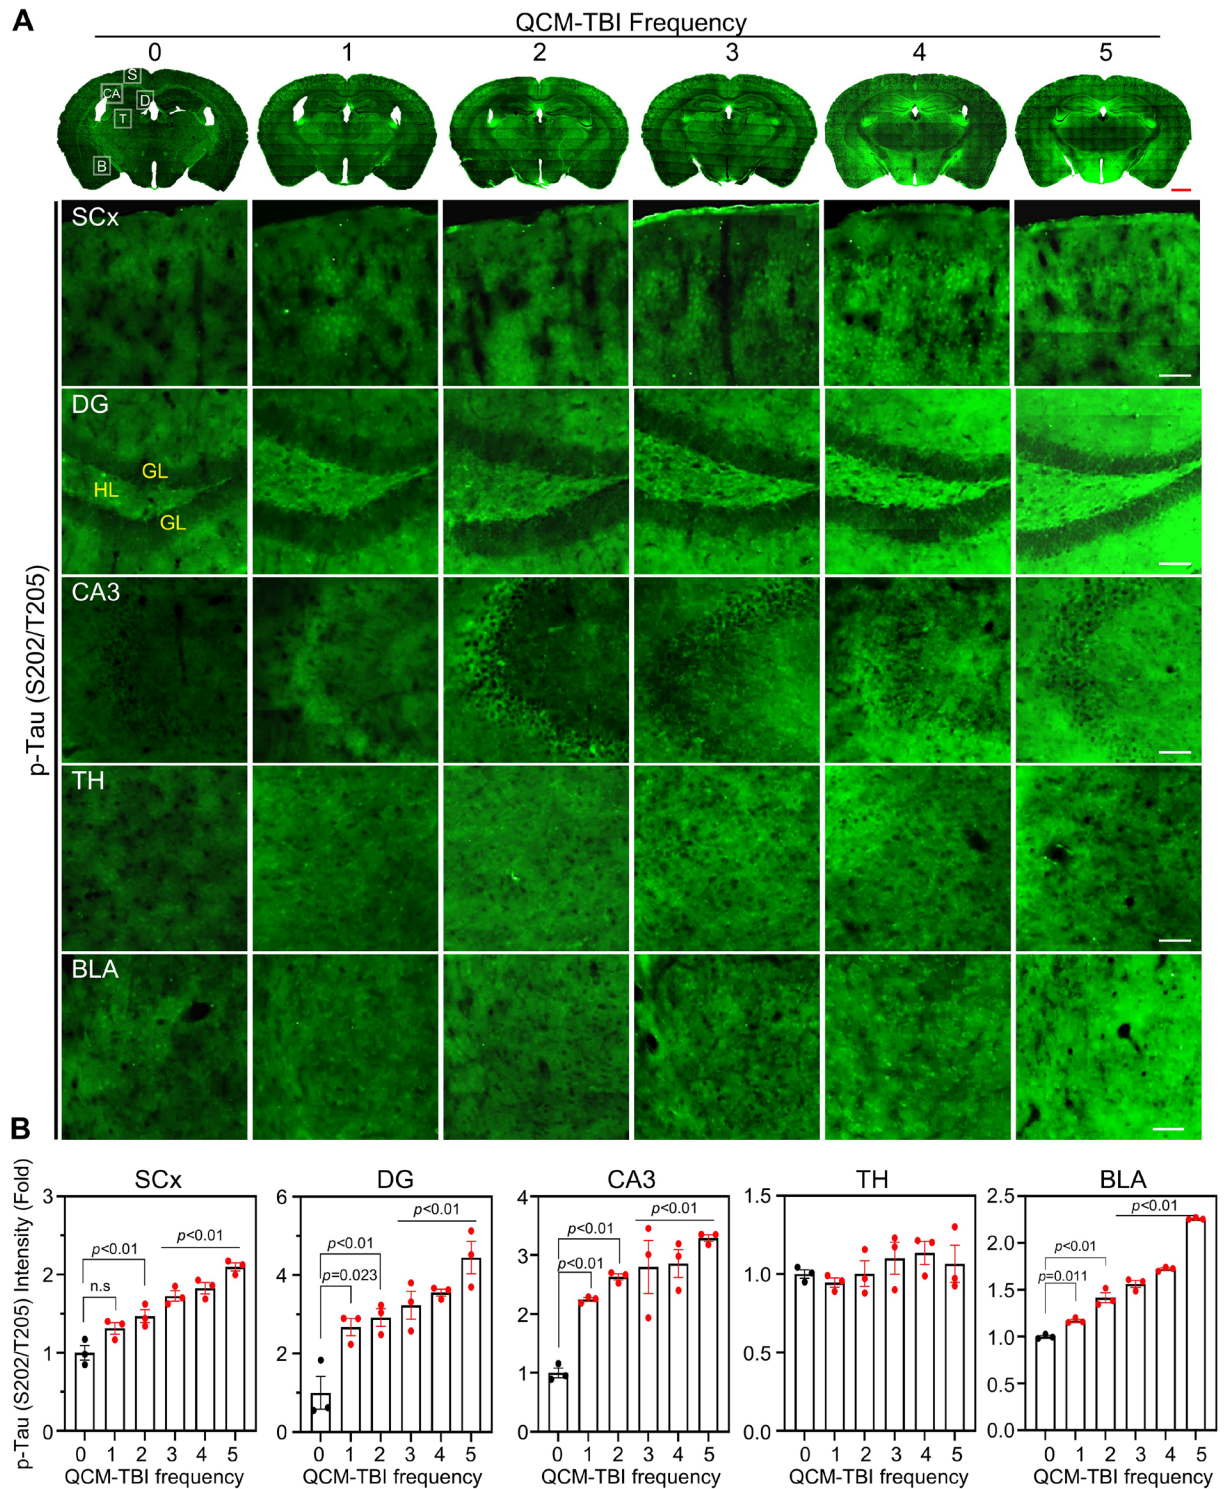 A
QCM-TBI Frequency
0 1 2 3 4 5
S
CA D
T
B
p-Tau (S202/T205)
SCx
DG
GL
HL
GL
CA3
TH
BLA
B
p-Tau (S202/T205) Intensity (Fold)
SCx
3
2
1
0
n.s
p<0.01
p<0.01
0 1 2 3 4 5
QCM-TBI frequency
DG
6
4
2
0
p=0.023
p<0.01
p<0.01
0 1 2 3 4 5
QCM-TBI frequency
CA3
4
3
2
1
0
p<0.01
p<0.01
p<0.01
0 1 2 3 4 5
QCM-TBI frequency
TH
1.5
1.0
0.5
0.0
0 1 2 3 4 5
QCM-TBI frequency
BLA
2.5
2.0
1.5
1.0
0.5
0.0
p=0.011
p<0.01
p<0.01
0 1 2 3 4 5
QCM-TBI frequency